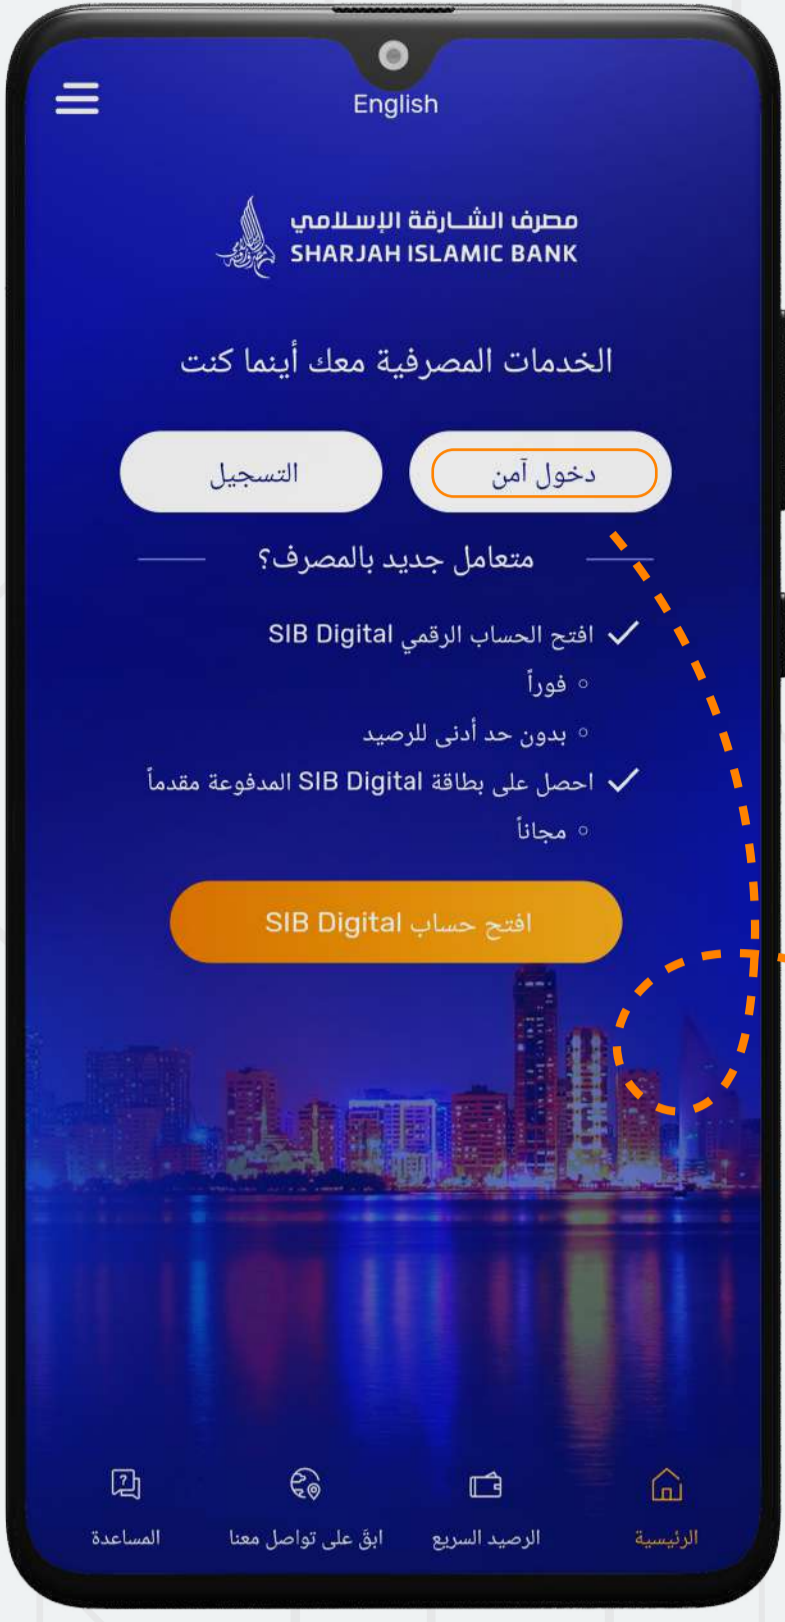 English
مصرف الشـارقة الإسـلامي
SHARJAH ISLAMIC BANK
الخدمات المصرفية معك أينما كنت
دخول آمن
التسجيل
متعامل جديد بالمصرف؟
افتح الحساب الرقمي SIB Digital
فوراً
بدون حد أدنى للرصيد
احصل على بطاقة SIB Digital المدفوعة مقدماً
مجاناً
افتح حساب SIB Digital
الرئيسية
الرصيد السريع
ابقَ على تواصل معنا
المساعدة